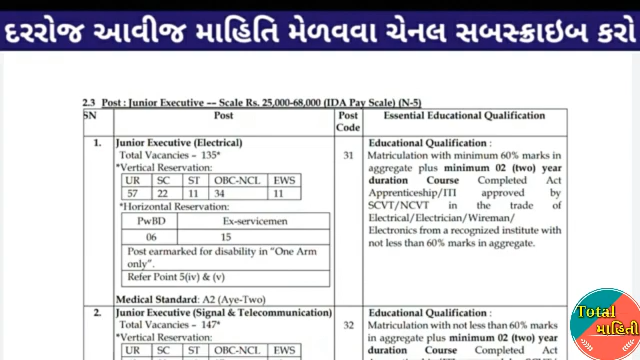 દરરોજ આવીજ માહિતિ મેળવવા ચેનલ સબસ્ક્રાઇબ કરો
2.3 Post : Junior Executive –– Scale Rs. 25,000-68,000 (IDA Pay Scale) (N-5)
SN Post Post Code Essential Educational Qualification
1. Junior Executive (Electrical)
Total Vacancies – 135*
*Vertical Reservation:
UR SC ST OBC-NCL EWS
57 22 11 34 11
*Horizontal Reservation:
PwBD Ex-servicemen
06 15
Post earmarked for disability in "One Arm
only".
Refer Point 5(iv) & (v)
Medical Standard: A2 (Aye-Two)
31
Educational Qualification :
Matriculation with minimum 60% marks in
aggregate plus minimum 02 (two) year
duration Course Completed Act
Apprenticeship/ITI approved by
SCVT/NCVT in the trade of
Electrical/Electrician/Wireman/
Electronics from a recognized institute with
not less than 60% marks in aggregate.
2. Junior Executive (Signal & Telecommunication)
Total Vacancies – 147*
*Vertical Reservation:
UR SC ST OBC-NCL EWS
32
Educational Qualification :
Matriculation with not less than 60% marks
in aggregate plus minimum 02 (two) year
duration Course Completed Act
Total
માહિતી